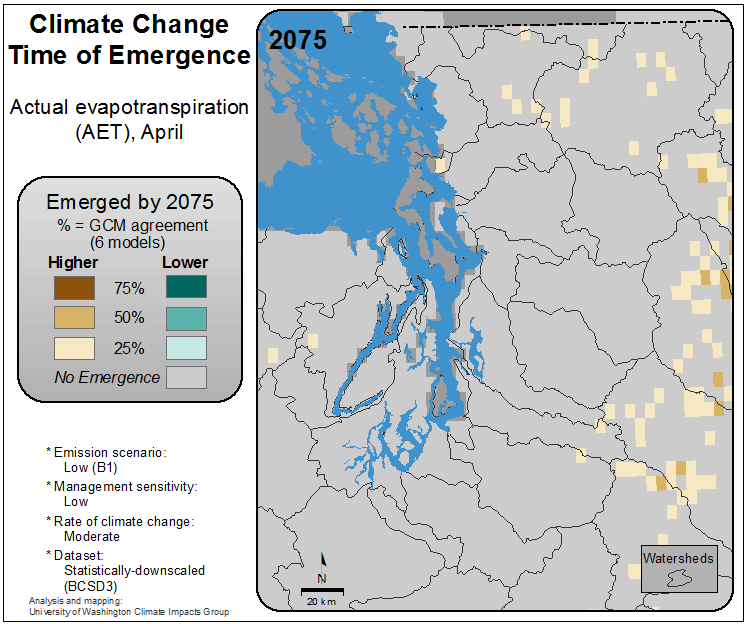 Climate Change
Time of Emergence
Actual evapotranspiration
(AET), April
Emerged by 2075
% = GCM agreement
(6 models)
Higher Lower
75%
50%
25%
No Emergence
* Emission scenario:
Low (B1)
* Management sensitivity:
Low
* Rate of climate change:
Moderate
* Dataset:
Statistically-downscaled
(BCSD3)
Analysis and mapping:
University of Washington Climate Impacts Group
2075
N
20 km
Watersheds